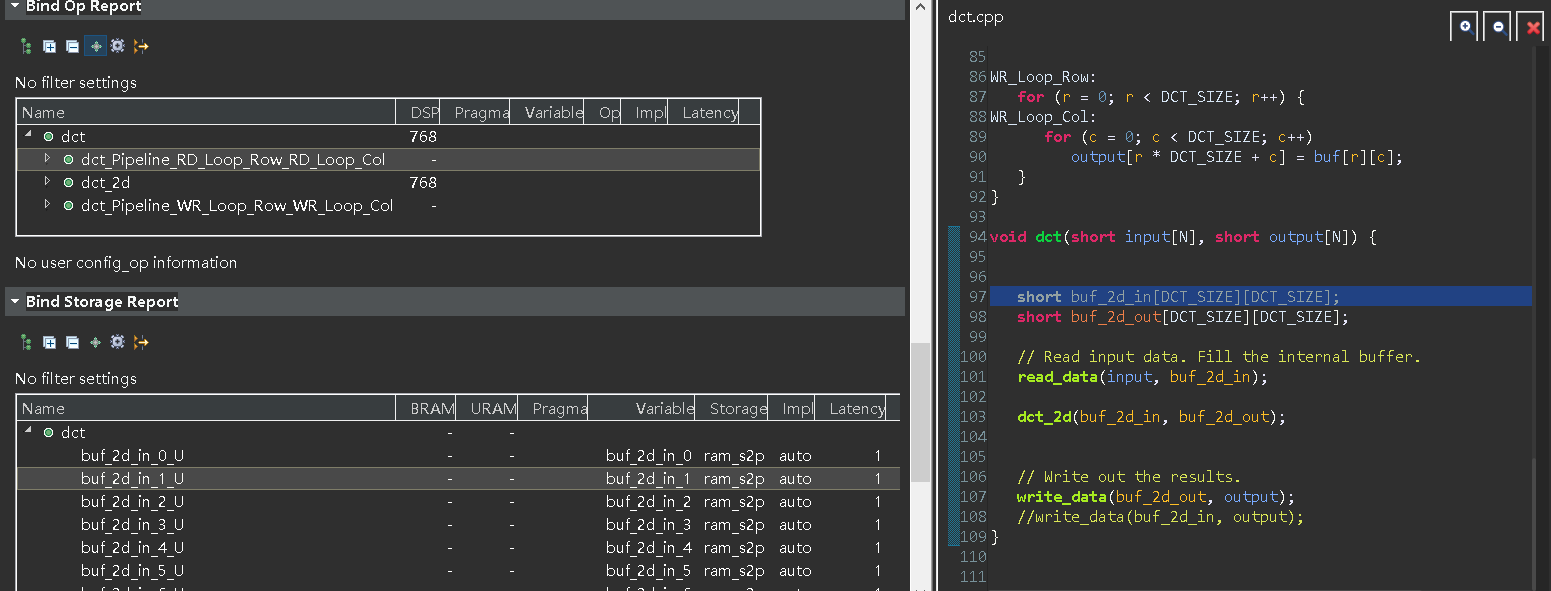 Bind Op Report
No filter settings
Name DSP Pragma Variable Op Impl Latency
dct 768
dct_Pipeline_RD_Loop_Row_RD_Loop_Col -
dct_2d 768
dct_Pipeline_WR_Loop_Row_WR_Loop_Col -
No user config_op information
Bind Storage Report
No filter settings
Name BRAM URAM Pragma Variable Storage Impl Latency
dct - -
buf_2d_in_0_U - - buf_2d_in_0 ram_s2p auto 1
buf_2d_in_1_U - - buf_2d_in_1 ram_s2p auto 1
buf_2d_in_2_U - - buf_2d_in_2 ram_s2p auto 1
buf_2d_in_3_U - - buf_2d_in_3 ram_s2p auto 1
buf_2d_in_4_U - - buf_2d_in_4 ram_s2p auto 1
buf_2d_in_5_U - - buf_2d_in_5 ram_s2p auto 1
dct.cpp
85
86 WR_Loop_Row:
87 for (r = 0; r < DCT_SIZE; r++) {
88 WR_Loop_Col:
89 for (c = 0; c < DCT_SIZE; c++)
90 output[r * DCT_SIZE + c] = buf[r][c];
91 }
92 }
93
94 void dct(short input[N], short output[N]) {
95
96
97 short buf_2d_in[DCT_SIZE][DCT_SIZE];
98 short buf_2d_out[DCT_SIZE][DCT_SIZE];
99
100 // Read input data. Fill the internal buffer.
101 read_data(input, buf_2d_in);
102
103 dct_2d(buf_2d_in, buf_2d_out);
104
105
106 // Write out the results.
107 write_data(buf_2d_out, output);
108 //write_data(buf_2d_in, output);
109 }
110
111